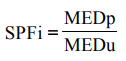 SPFi = MEDp
MEDu